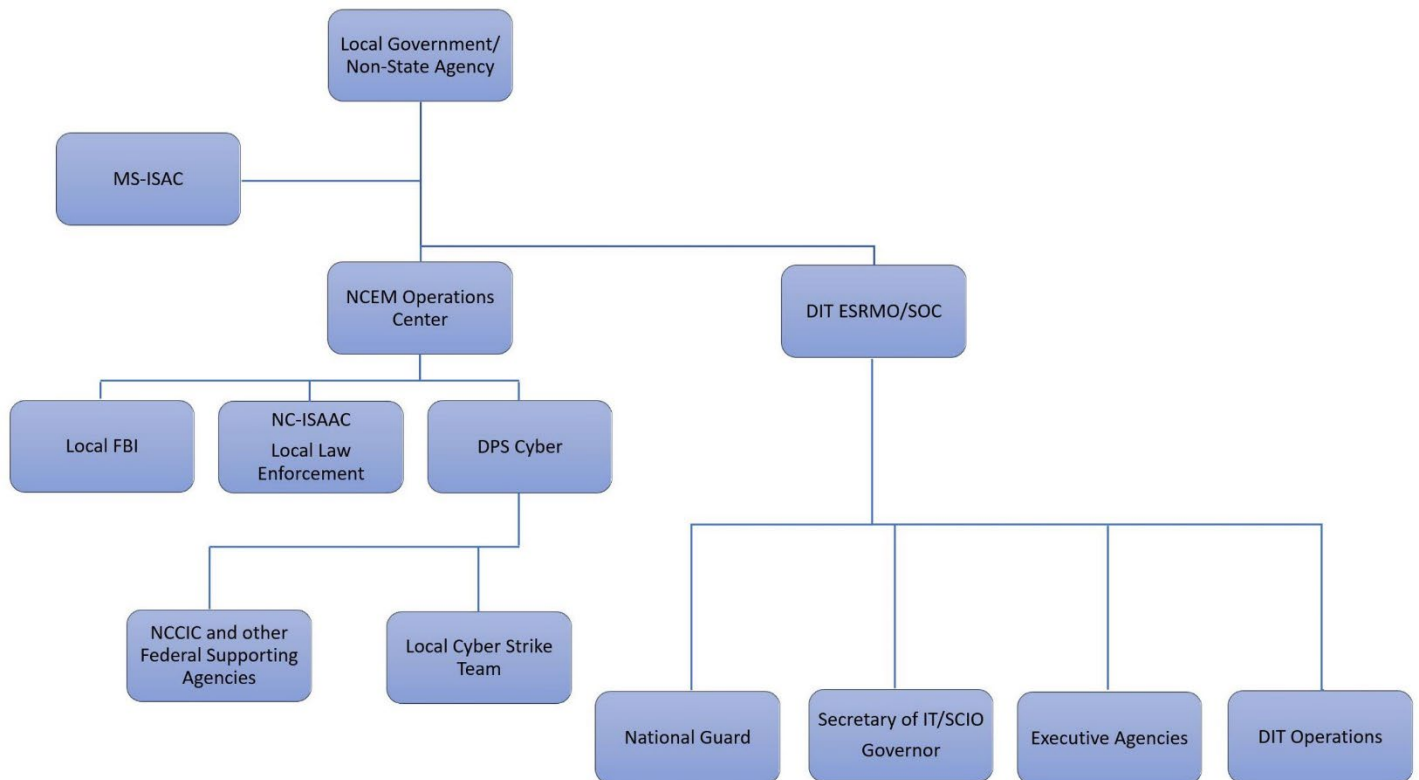 Local Government/
Non-State Agency
MS-ISAC
NCEM Operations
Center
DIT ESRMO/SOC
Local FBI
NC-ISAAC
Local Law
Enforcement
DPS Cyber
NCCIC and other
Federal Supporting
Agencies
Local Cyber Strike
Team
National Guard
Secretary of IT/SCIO
Governor
Executive Agencies
DIT Operations